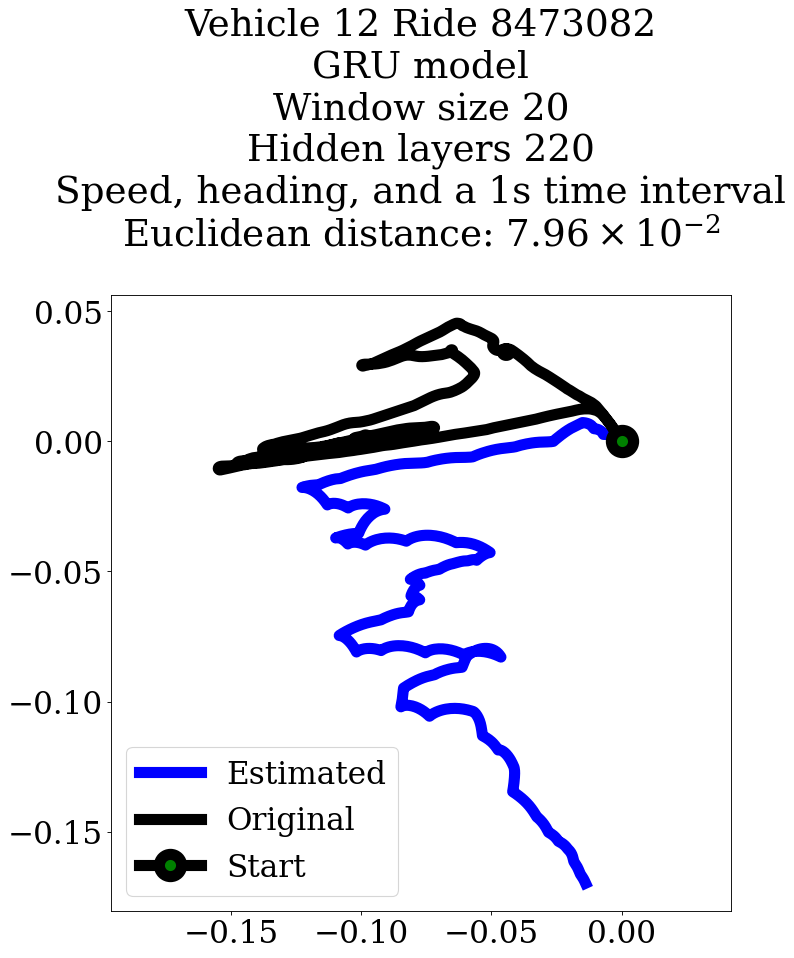 Vehicle 12 Ride 8473082
GRU model
Window size 20
Hidden layers 220
Speed, heading, and a 1s time interval
Euclidean distance: 7.96 × 10⁻²
0.05
0.00
−0.05
−0.10
−0.15
Estimated
Original
Start
−0.15 −0.10 −0.05 0.00